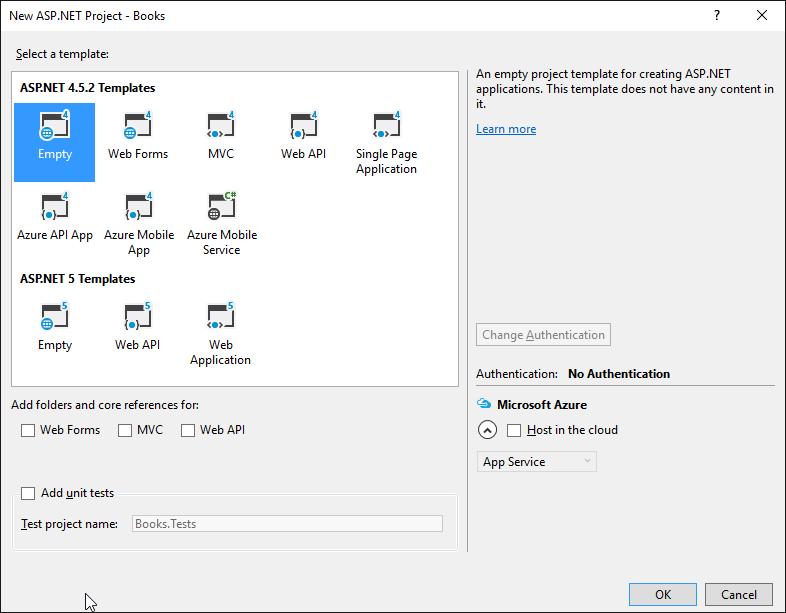 New ASP.NET Project - Books
?
Select a template:
ASP.NET 4.5.2 Templates
4 4 4 4 4
Empty Web Forms MVC Web API Single Page
Application
4 4 C#
Azure API App Azure Mobile Azure Mobile
App Service
ASP.NET 5 Templates
5 5 5
Empty Web API Web
Application
An empty project template for creating ASP.NET
applications. This template does not have any content in
it.
Learn more
Change Authentication
Authentication: No Authentication
Microsoft Azure
Host in the cloud
App Service
Add folders and core references for:
Web Forms MVC Web API
Add unit tests
Test project name: Books.Tests
OK Cancel